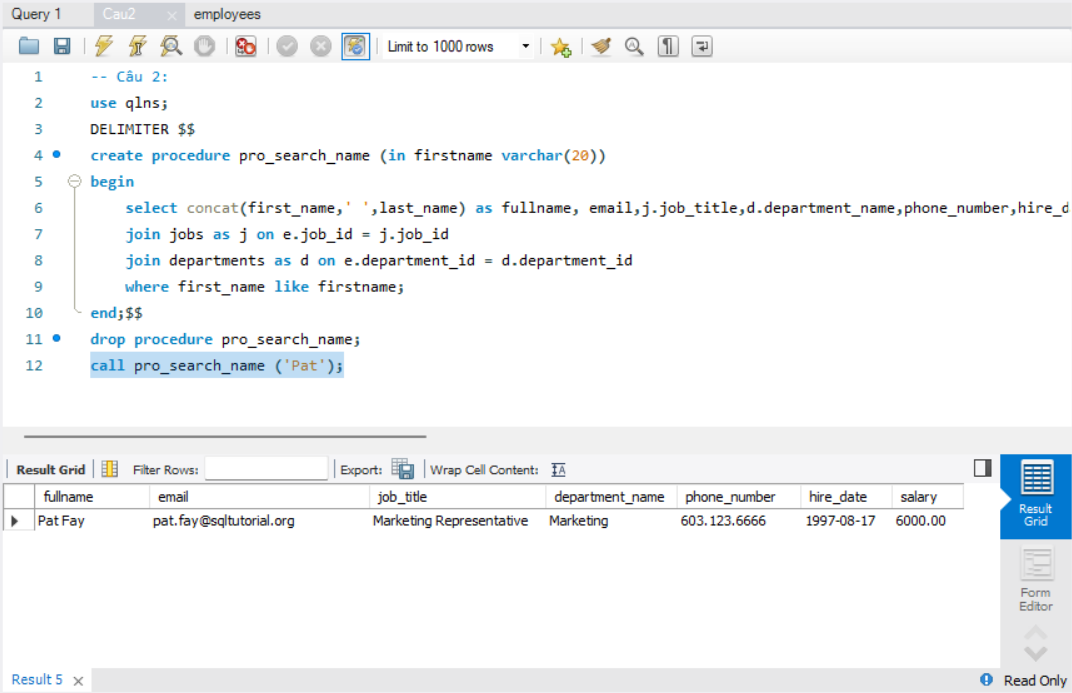 Query 1 Cau2 employees
Limit to 1000 rows
1 -- Câu 2:
2 use qlns;
3 DELIMITER $$
4 create procedure pro_search_name (in firstname varchar(20))
5 begin
6 select concat(first_name,' ',last_name) as fullname, email,j.job_title,d.department_name,phone_number,hire_d
7 join jobs as j on e.job_id = j.job_id
8 join departments as d on e.department_id = d.department_id
9 where first_name like firstname;
10 end;$$
11 drop procedure pro_search_name;
12 call pro_search_name ('Pat');
Result Grid Filter Rows: Export: Wrap Cell Content: IA
fullname email job_title department_name phone_number hire_date salary
Pat Fay pat.fay@sqltutorial.org Marketing Representative Marketing 603.123.6666 1997-08-17 6000.00
Result
Grid
Form
Editor
Result 5 Read Only